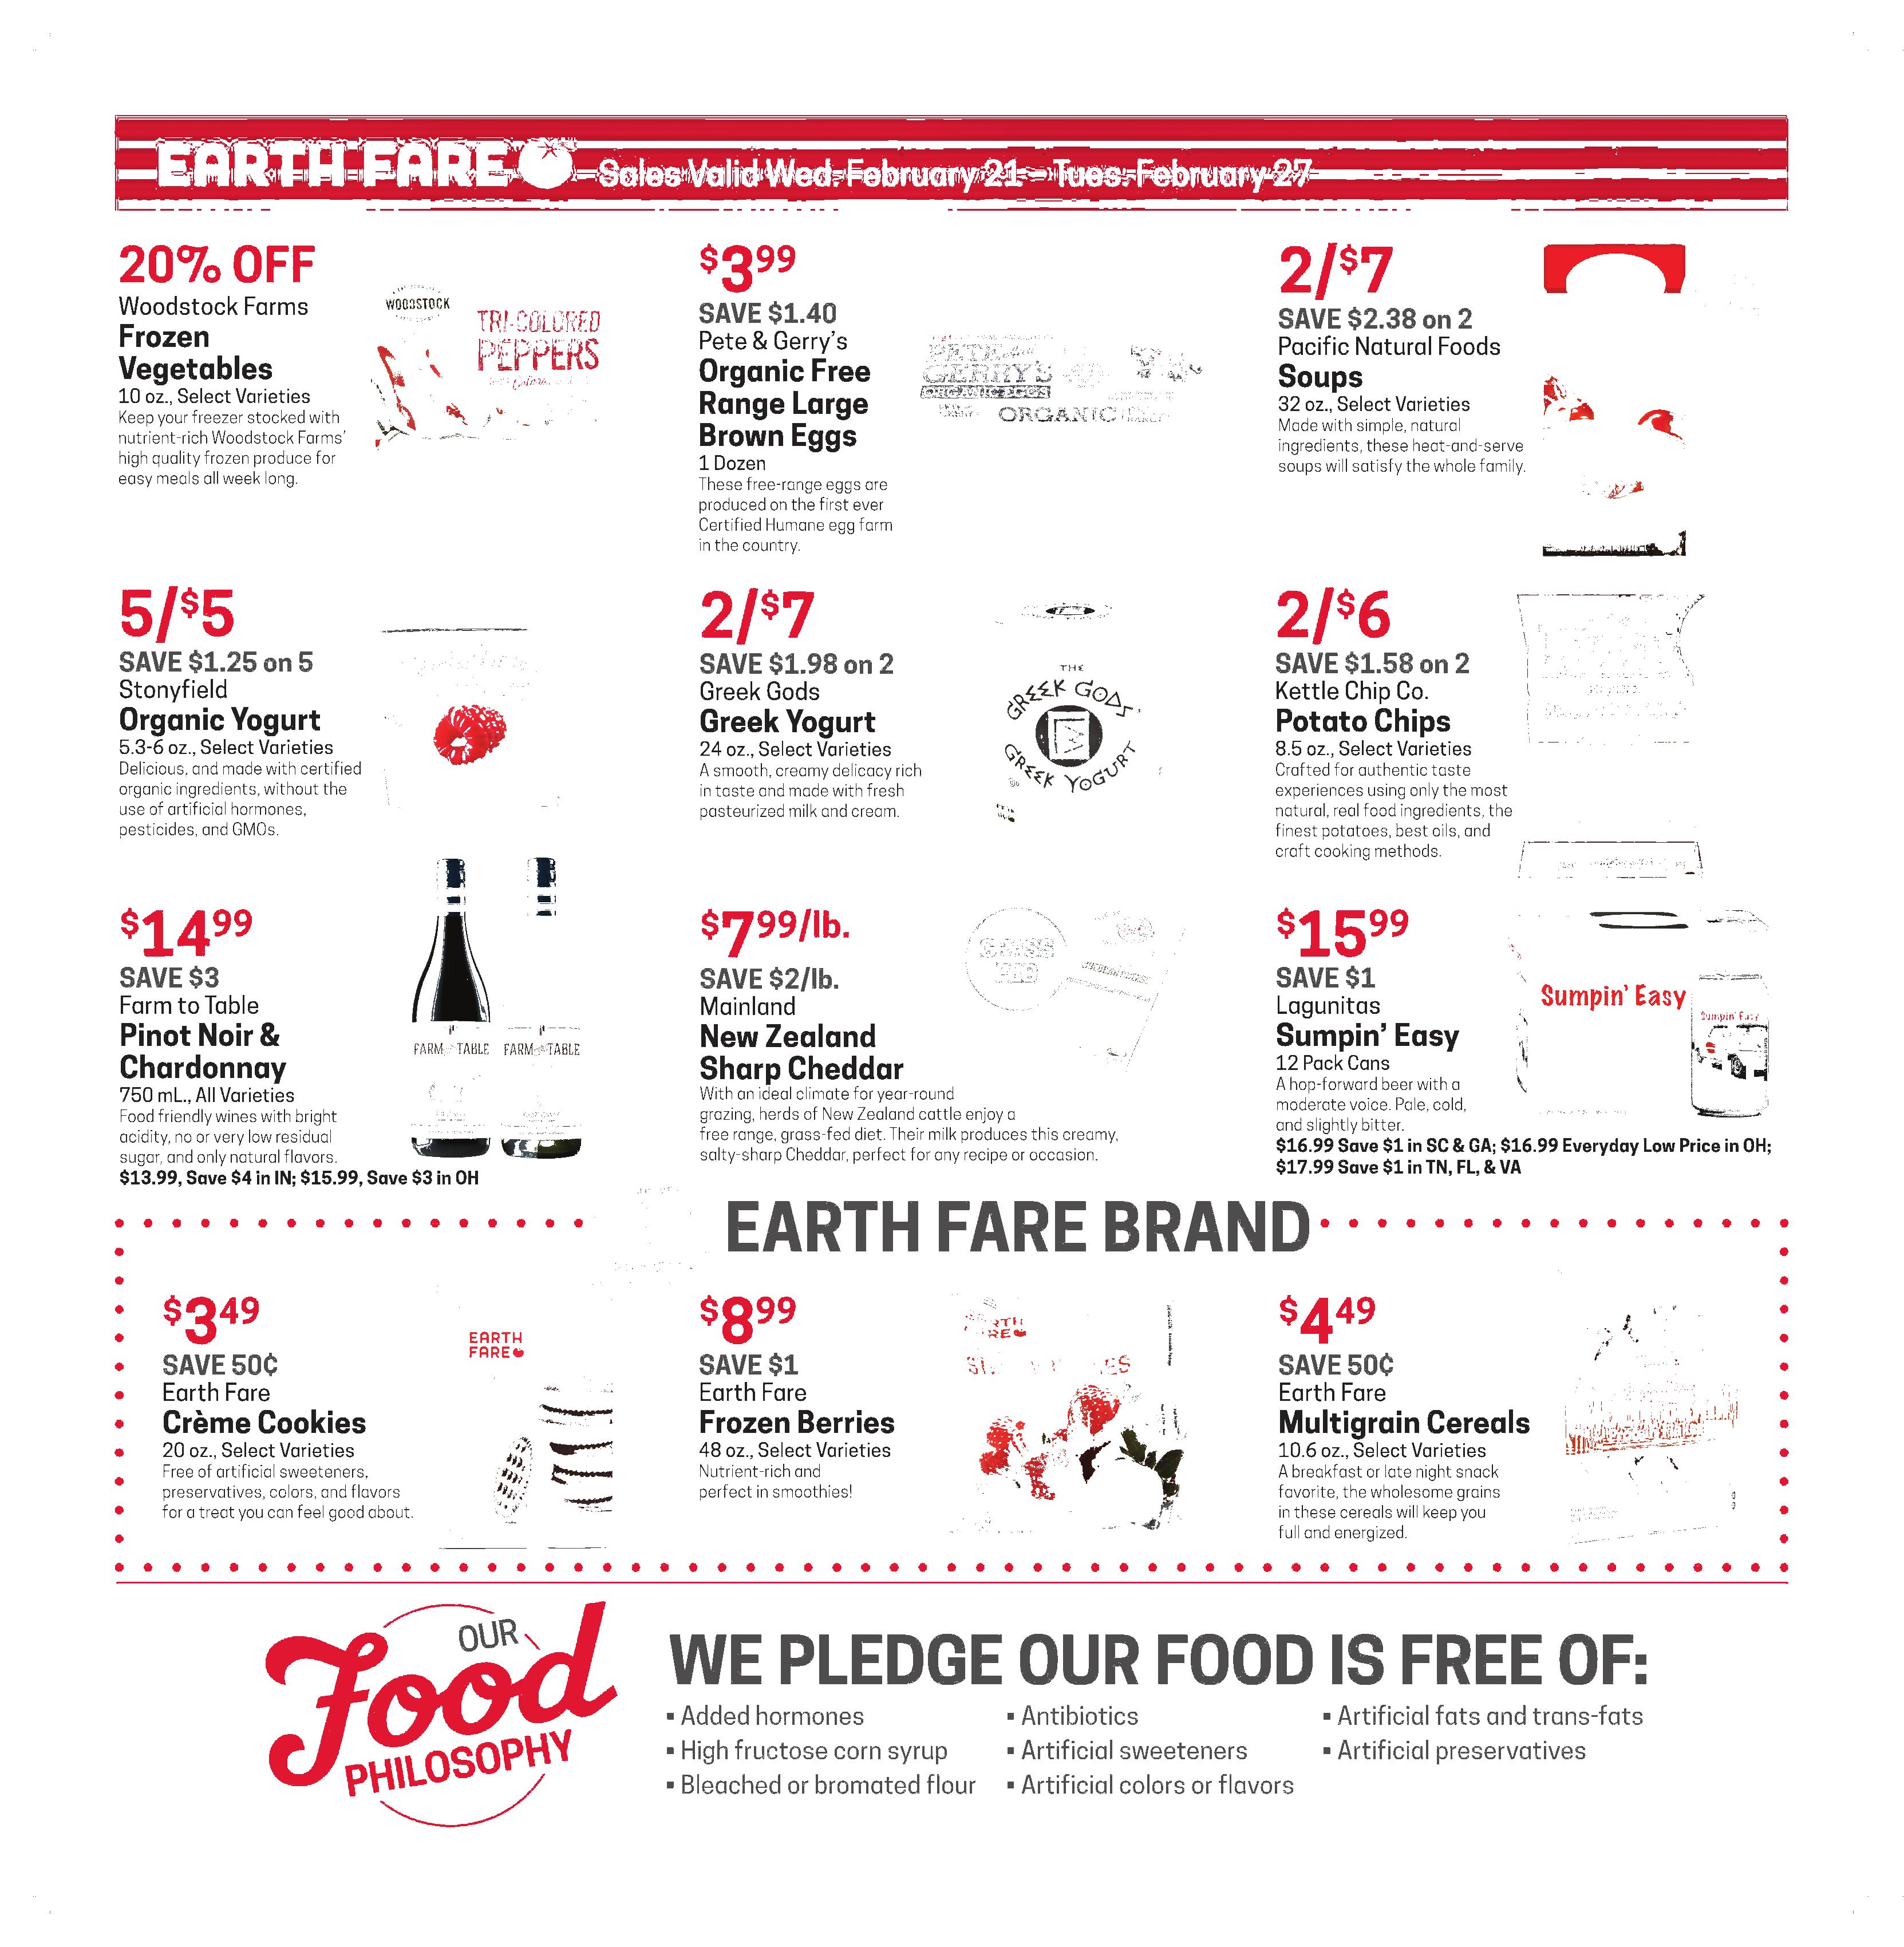 EARTH FARE Sales Valid Wed. February 21 - Tues. February 27
20% OFF
Woodstock Farms
Frozen
Vegetables
10 oz., Select Varieties
Keep your freezer stocked with
nutrient-rich Woodstock Farms'
high quality frozen produce for
easy meals all week long.
WOODSTOCK
TRI-COLORED
PEPPERS
$3.99
SAVE $1.40
Pete & Gerry's
Organic Free
Range Large
Brown Eggs
1 Dozen
These free-range eggs are
produced on the first ever
Certified Humane egg farm
in the country.
PETE and
GERRY'S
ORGANIC EGGS
ORGANIC
2/$7
SAVE $2.38 on 2
Pacific Natural Foods
Soups
32 oz., Select Varieties
Made with simple, natural
ingredients, these heat-and-serve
soups will satisfy the whole family.
5/$5
SAVE $1.25 on 5
Stonyfield
Organic Yogurt
5.3-6 oz., Select Varieties
Delicious, and made with certified
organic ingredients, without the
use of artificial hormones,
pesticides, and GMOs.
2/$7
SAVE $1.98 on 2
Greek Gods
Greek Yogurt
24 oz., Select Varieties
A smooth, creamy delicacy rich
in taste and made with fresh
pasteurized milk and cream.
THE
GREEK GODS
GREEK YOGURT
2/$6
SAVE $1.58 on 2
Kettle Chip Co.
Potato Chips
8.5 oz., Select Varieties
Crafted for authentic taste
experiences using only the most
natural, real food ingredients, the
finest potatoes, best oils, and
craft cooking methods.
$14.99
SAVE $3
Farm to Table
Pinot Noir &
Chardonnay
750 mL., All Varieties
Food friendly wines with bright
acidity, no or very low residual
sugar, and only natural flavors.
$13.99, Save $4 in IN; $15.99, Save $3 in OH
FARM TABLE
FARM TABLE
$7.99/lb.
SAVE $2/lb.
Mainland
New Zealand
Sharp Cheddar
With an ideal climate for year-round
grazing, herds of New Zealand cattle enjoy a
free range, grass-fed diet. Their milk produces this creamy,
salty-sharp Cheddar, perfect for any recipe or occasion.
GRASS
FED
$15.99
SAVE $1
Lagunitas
Sumpin' Easy
12 Pack Cans
A hop-forward beer with a
moderate voice. Pale, cold,
and slightly bitter.
$16.99 Save $1 in SC & GA; $16.99 Everyday Low Price in OH;
$17.99 Save $1 in TN, FL, & VA
Sumpin' Easy
Sumpin' Easy
EARTH FARE BRAND
$3.49
SAVE 50¢
Earth Fare
Crème Cookies
20 oz., Select Varieties
Free of artificial sweeteners,
preservatives, colors, and flavors
for a treat you can feel good about.
EARTH
FARE
$8.99
SAVE $1
Earth Fare
Frozen Berries
48 oz., Select Varieties
Nutrient-rich and
perfect in smoothies!
$4.49
SAVE 50¢
Earth Fare
Multigrain Cereals
10.6 oz., Select Varieties
A breakfast or late night snack
favorite, the wholesome grains
in these cereals will keep you
full and energized.
OUR
Food
PHILOSOPHY
WE PLEDGE OUR FOOD IS FREE OF:
▪ Added hormones
▪ High fructose corn syrup
▪ Bleached or bromated flour
▪ Antibiotics
▪ Artificial sweeteners
▪ Artificial colors or flavors
▪ Artificial fats and trans-fats
▪ Artificial preservatives